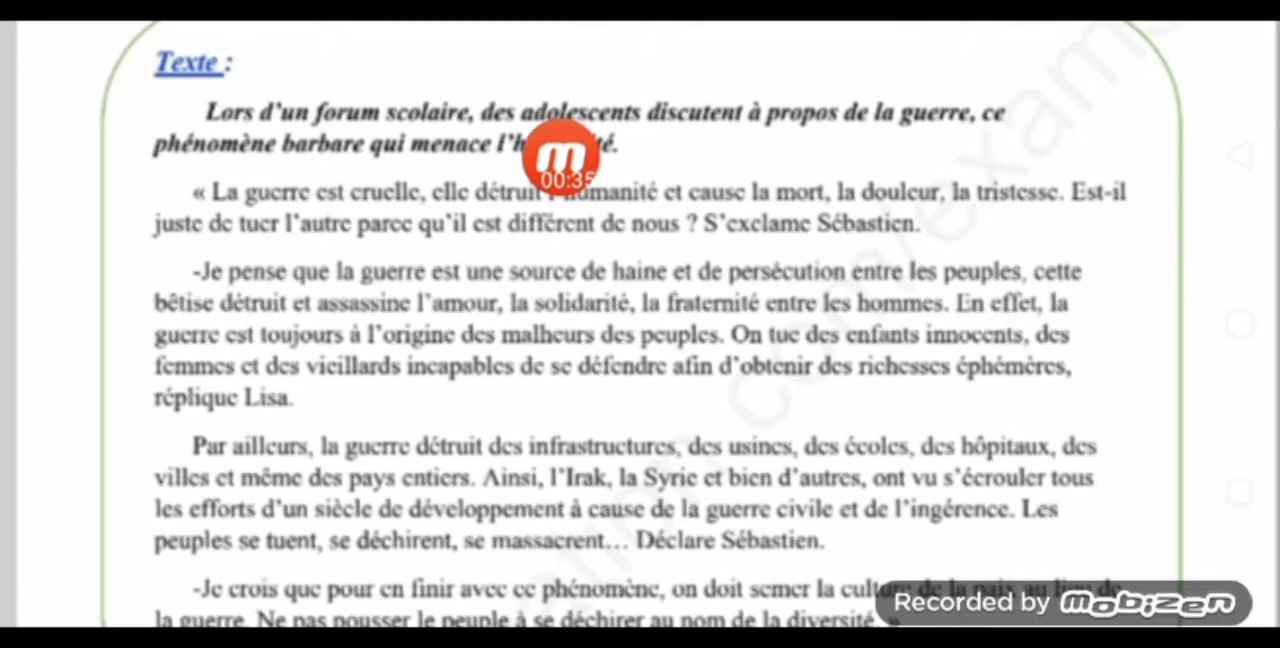 Texte :
Lors d'un forum scolaire, des adolescents discutent à propos de la guerre, ce
phénomène barbare qui menace té.
00:35
« La guerre est cruelle, elle détruit et cause la mort, la douleur, la tristesse. Est-il
juste de tuer l'autre parce qu'il est différent de nous ? S'exclame Sébastien.
-Je pense que la guerre est une source de haine et de persécution entre les peuples, cette
bêtise détruit et assassine l'amour, la solidarité, la fraternité entre les hommes. En effet, la
guerre est toujours à l'origine des malheurs des peuples. On tue des enfants innocents, des
femmes et des vieillards incapables de se défendre afin d'obtenir des richesses éphémères,
réplique Lisa.
Par ailleurs, la guerre détruit des infrastructures, des usines, des écoles, des hôpitaux, des
villes et même des pays entiers. Ainsi, l'Irak, la Syrie et bien d'autres, ont vu s'écrouler tous
les efforts d'un siècle de développement à cause de la guerre civile et de l'ingérence. Les
peuples se tuent, se déchirent, se massacrent... Déclare Sébastien.
-Je crois que pour en finir avec ce phénomène, on doit semer la culture de la paix au lieu de
la guerre. Ne pas pousser le peuple à se déchirer au nom de la diversité. »
Recorded by mobizen